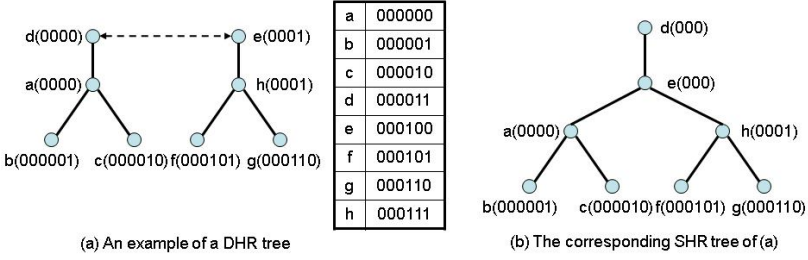 d(0000)
e(0001)
a(0000)
h(0001)
b(000001)
c(000010)
f(000101)
g(000110)
(a) An example of a DHR tree
a 000000
b 000001
c 000010
d 000011
e 000100
f 000101
g 000110
h 000111
d(000)
e(000)
a(0000)
h(0001)
b(000001)
c(000010)
f(000101)
g(000110)
(b) The corresponding SHR tree of (a)